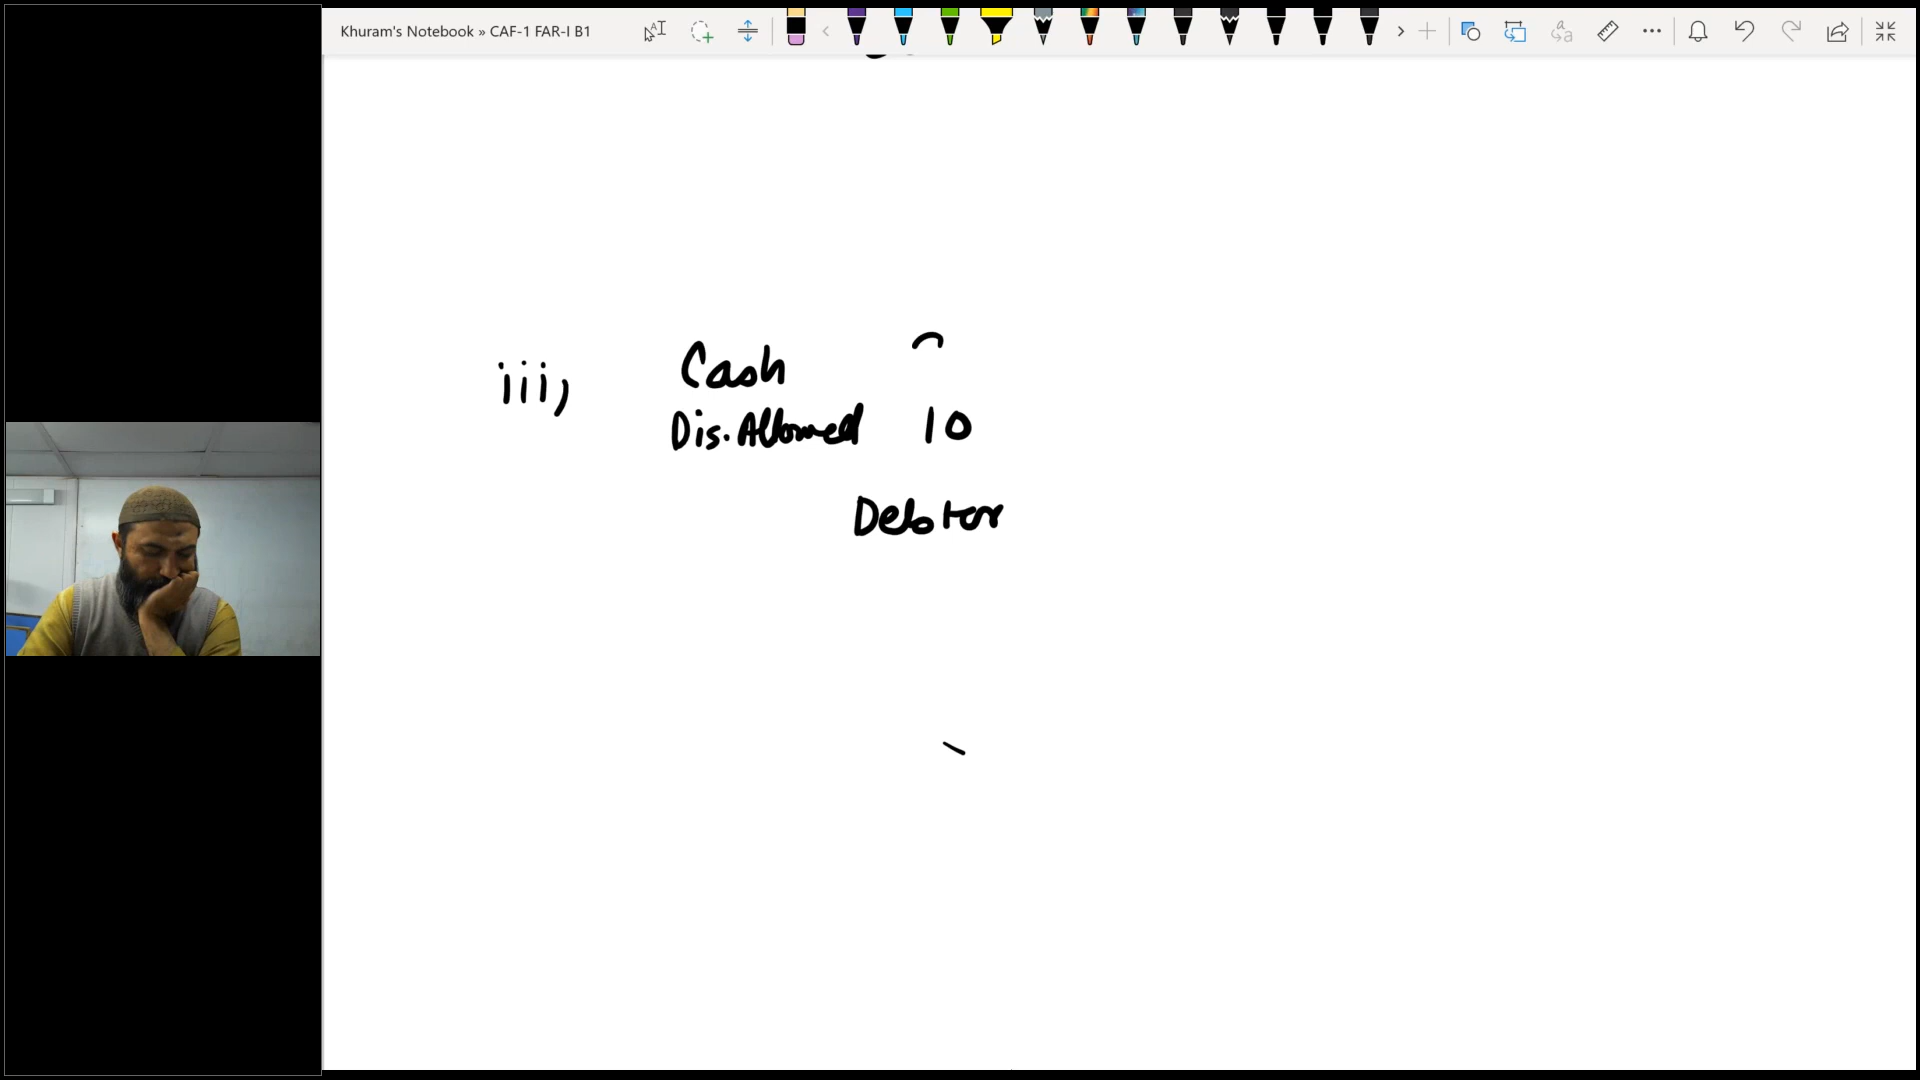 Khuram's Notebook » CAF-1 FAR-I B1
iii,
Cash
Dis. Allowed 10
Debtor